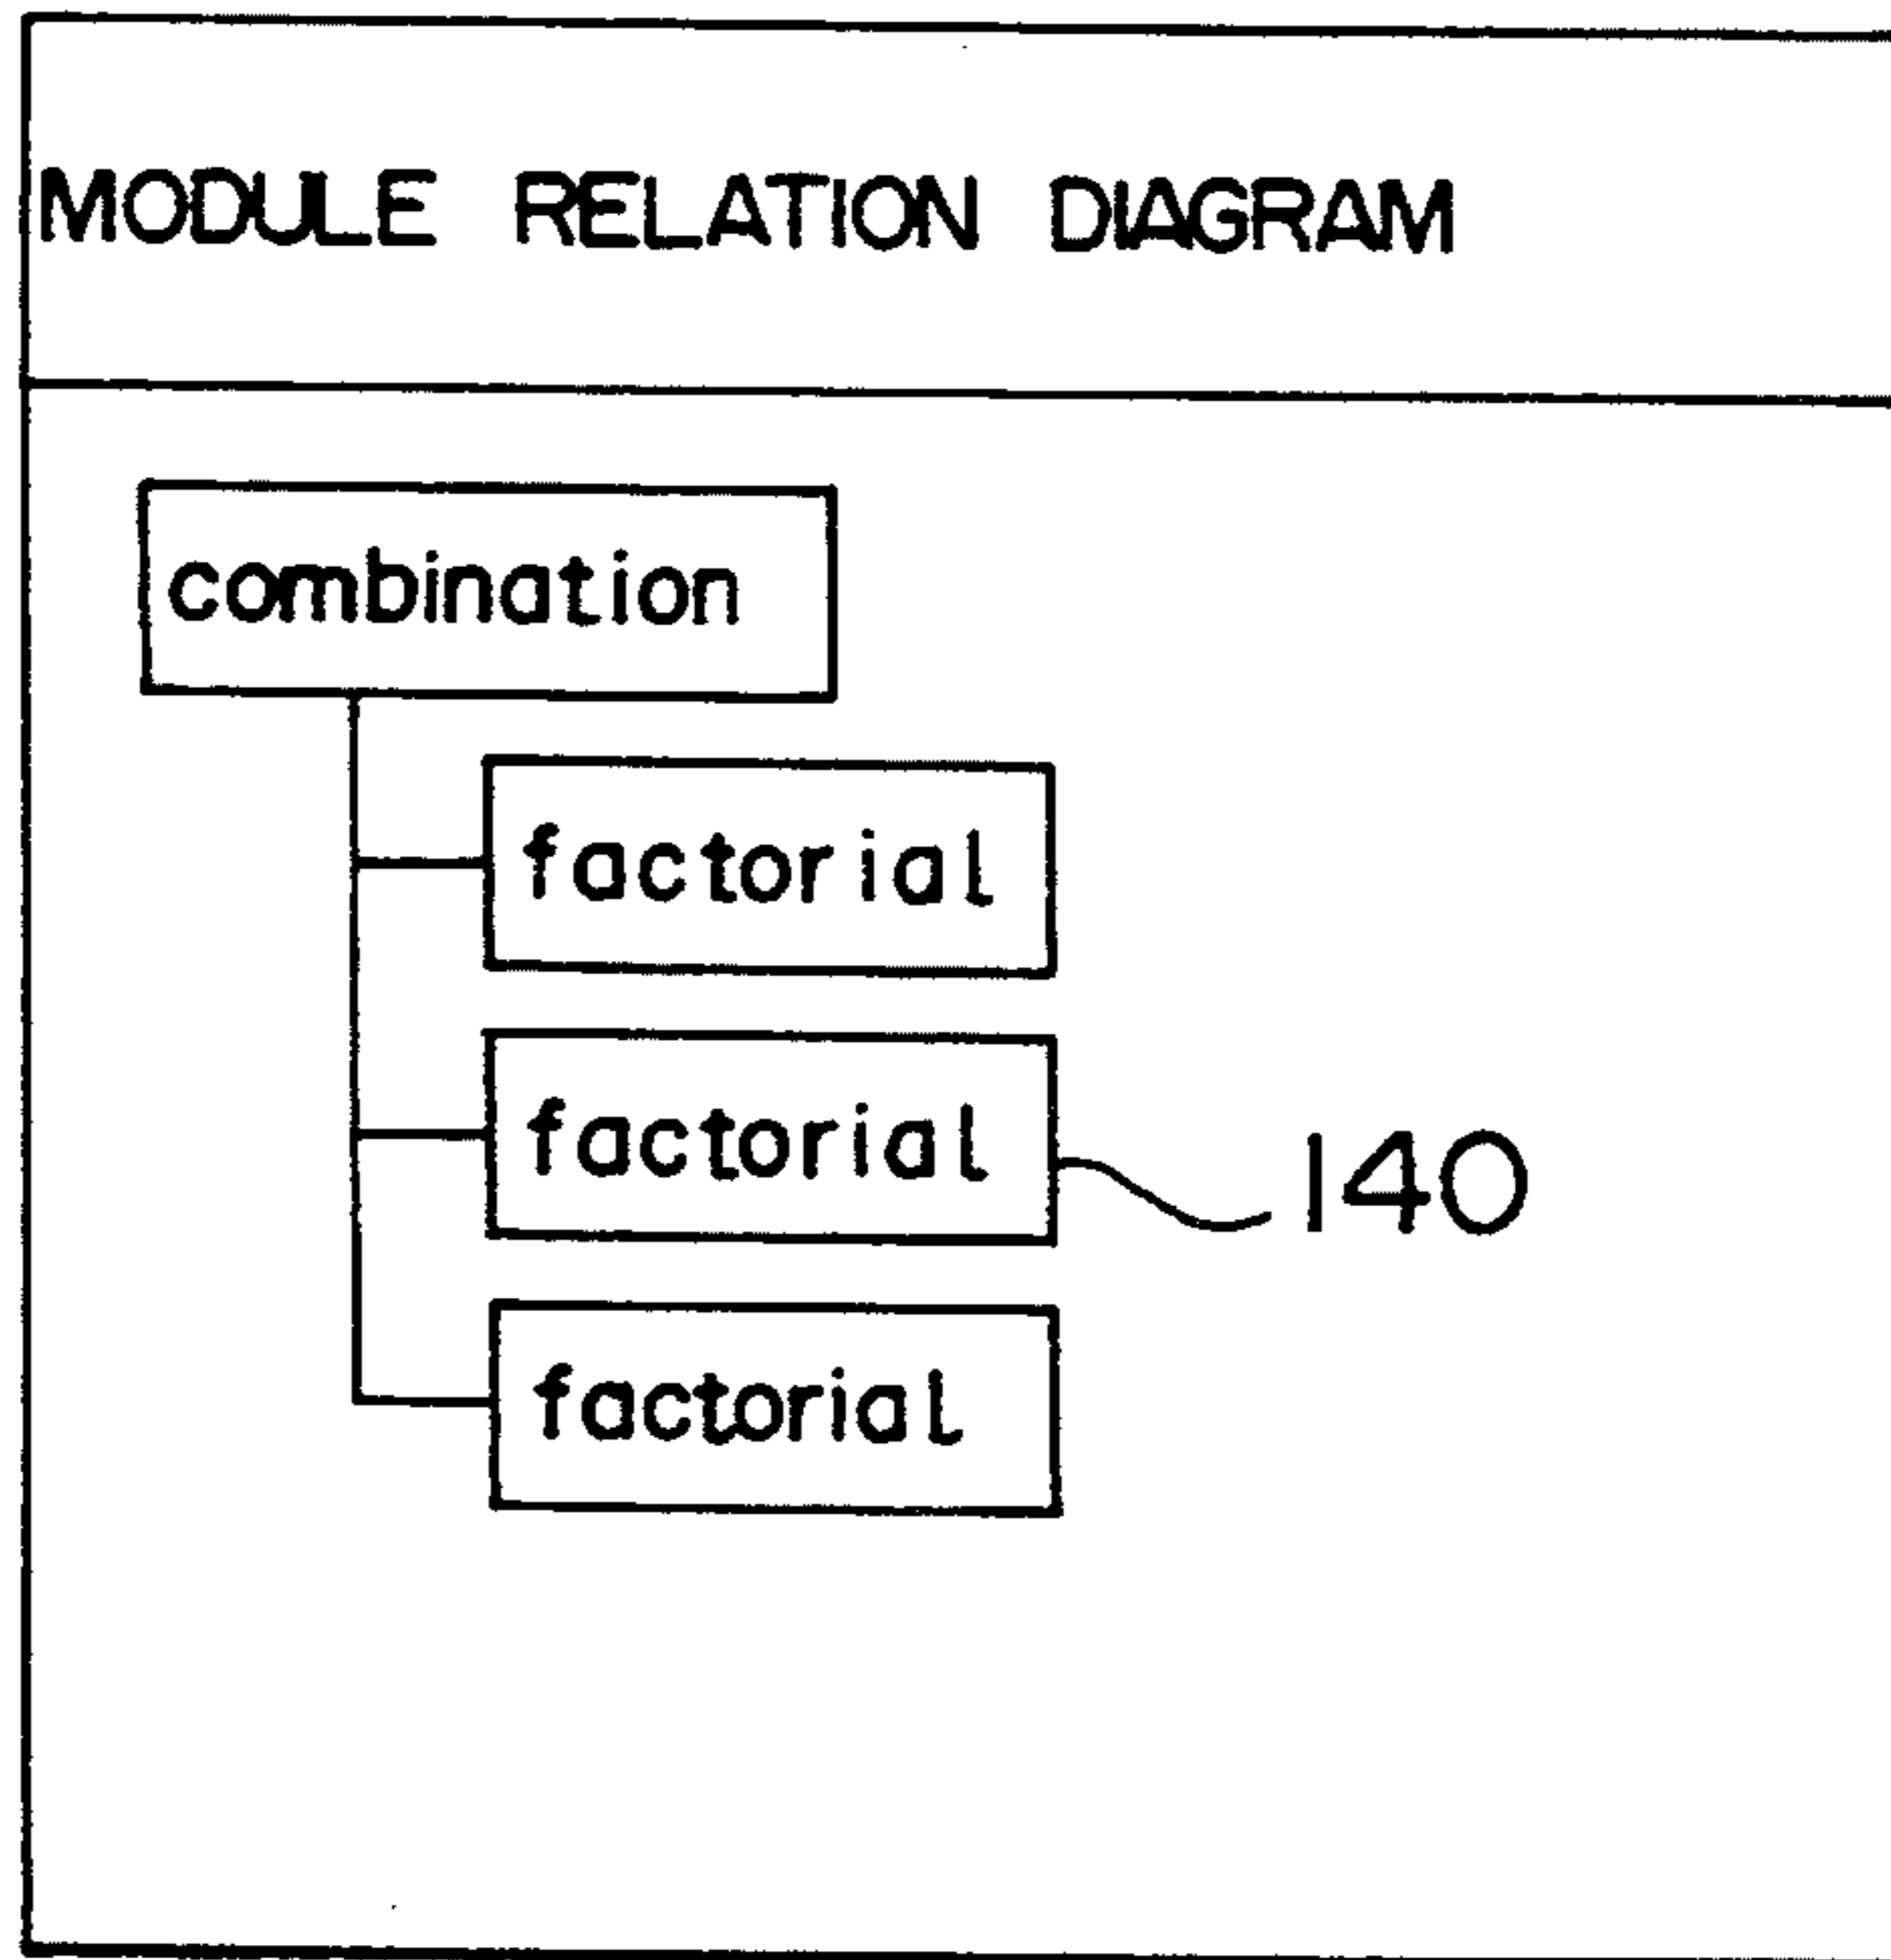 MODULE RELATION DIAGRAM
combination
factorial
factorial
140
factorial